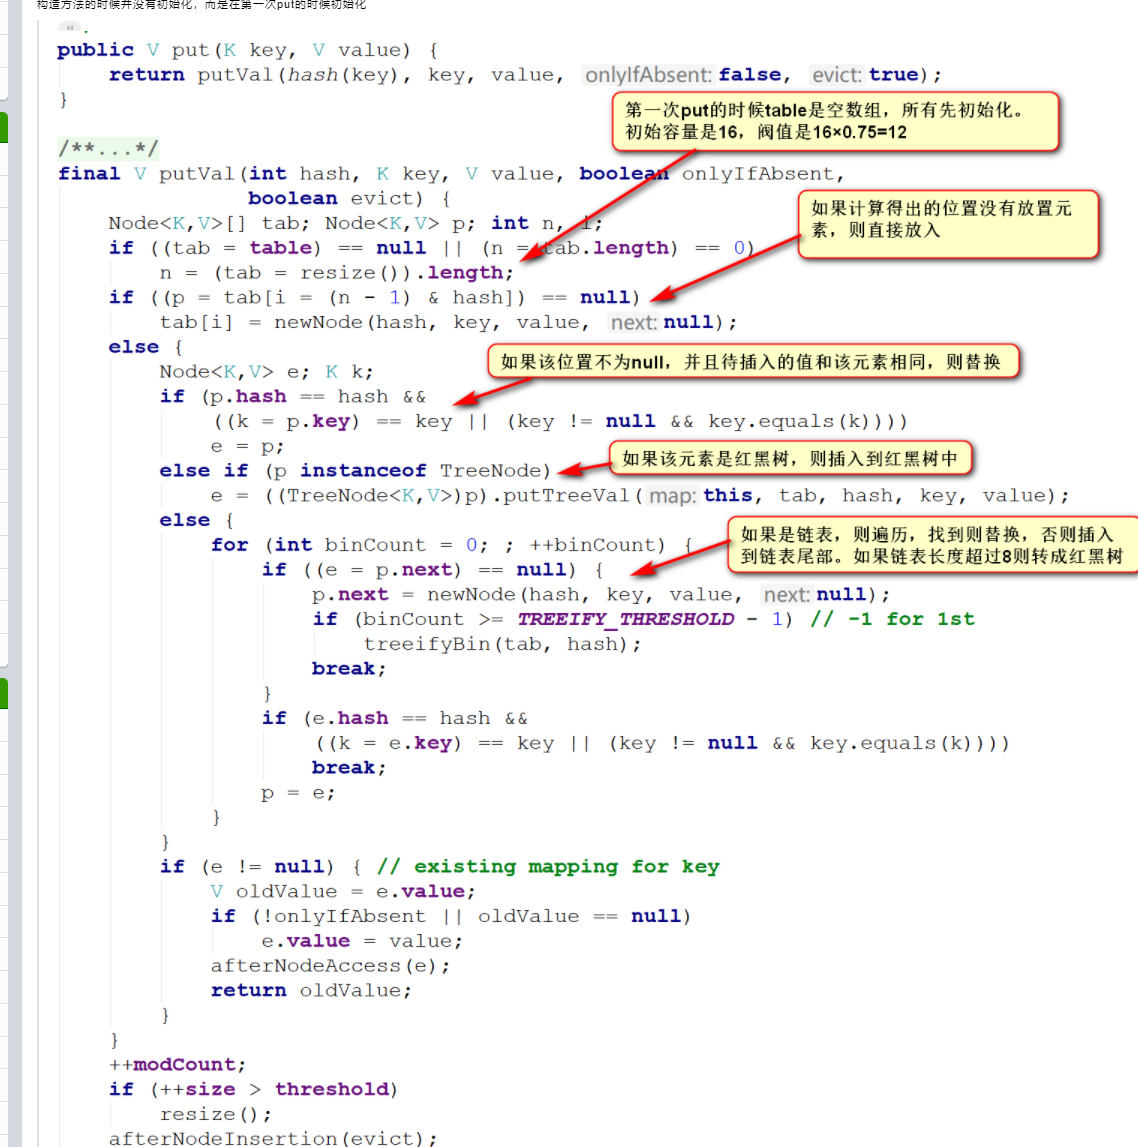 构造方法的时候并没有初始化，而是在第一次put的时候初始化
public V put(K key, V value) {
return putVal(hash(key), key, value, onlyIfAbsent: false, evict: true);
}
第一次put的时候table是空数组，所有先初始化。
初始容量是16，阀值是16×0.75=12
/**...*/
final V putVal(int hash, K key, V value, boolean onlyIfAbsent,
boolean evict) {
如果计算得出的位置没有放置元
素，则直接放入
Node<K,V>[] tab; Node<K,V> p; int n, i;
if ((tab = table) == null || (n = tab.length) == 0)
n = (tab = resize()).length;
if ((p = tab[i = (n - 1) & hash]) == null)
tab[i] = newNode(hash, key, value, next: null);
else {
如果该位置不为null，并且待插入的值和该元素相同，则替换
Node<K,V> e; K k;
if (p.hash == hash &&
((k = p.key) == key || (key != null && key.equals(k))))
e = p;
如果该元素是红黑树，则插入到红黑树中
else if (p instanceof TreeNode)
e = ((TreeNode<K,V>)p).putTreeVal( map: this, tab, hash, key, value);
else {
如果是链表，则遍历，找到则替换，否则插入
到链表尾部。如果链表长度超过8则转成红黑树
for (int binCount = 0; ; ++binCount) {
if ((e = p.next) == null) {
p.next = newNode(hash, key, value, next: null);
if (binCount >= TREEIFY_THRESHOLD - 1) // -1 for 1st
treeifyBin(tab, hash);
break;
}
if (e.hash == hash &&
((k = e.key) == key || (key != null && key.equals(k))))
break;
p = e;
}
}
if (e != null) { // existing mapping for key
V oldValue = e.value;
if (!onlyIfAbsent || oldValue == null)
e.value = value;
afterNodeAccess(e);
return oldValue;
}
}
++modCount;
if (++size > threshold)
resize();
afterNodeInsertion(evict);